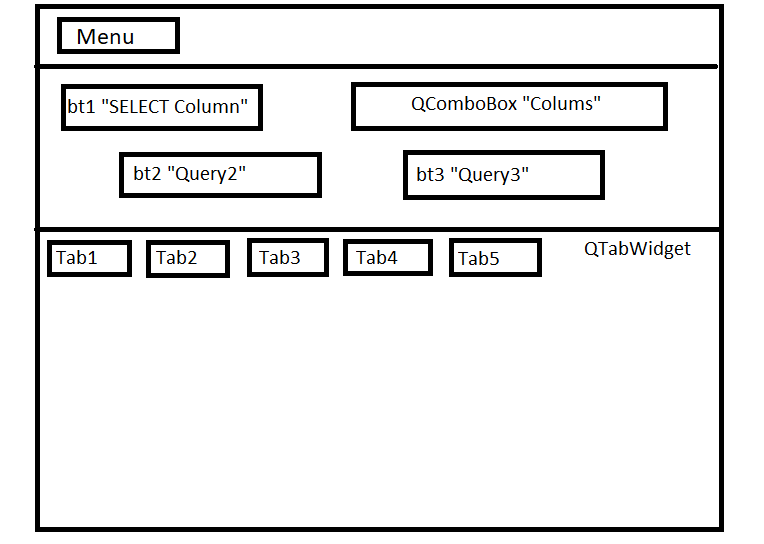 Menu
bt1 "SELECT Column"
QComboBox "Colums"
bt2 "Query2"
bt3 "Query3"
Tab1
Tab2
Tab3
Tab4
Tab5
QTabWidget